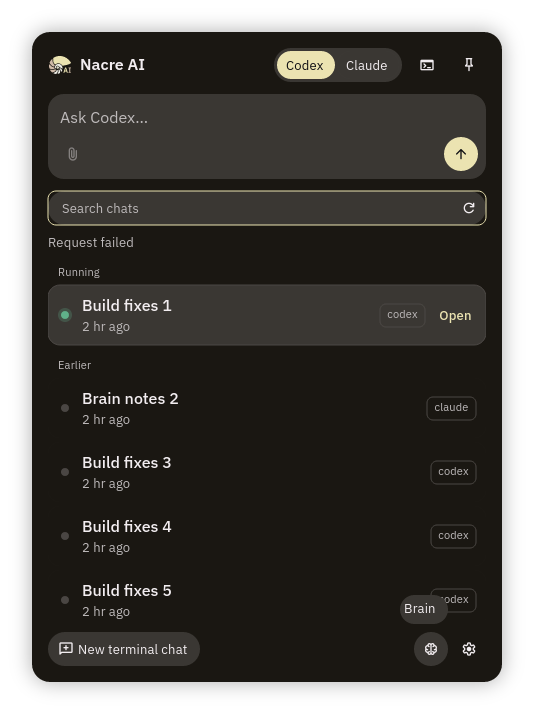 AI
Nacre AI
Codex
Claude
Ask Codex...
Search chats
Request failed
Running
Build fixes 1
2 hr ago
codex
Open
Earlier
Brain notes 2
2 hr ago
claude
Build fixes 3
2 hr ago
codex
Build fixes 4
2 hr ago
codex
Build fixes 5
2 hr ago
codex
Brain
New terminal chat